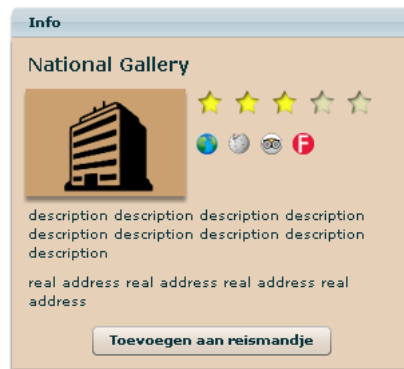 Info
National Gallery
F
description description description description
description description description description
description
real address real address real address real
address
Toevoegen aan reismandje